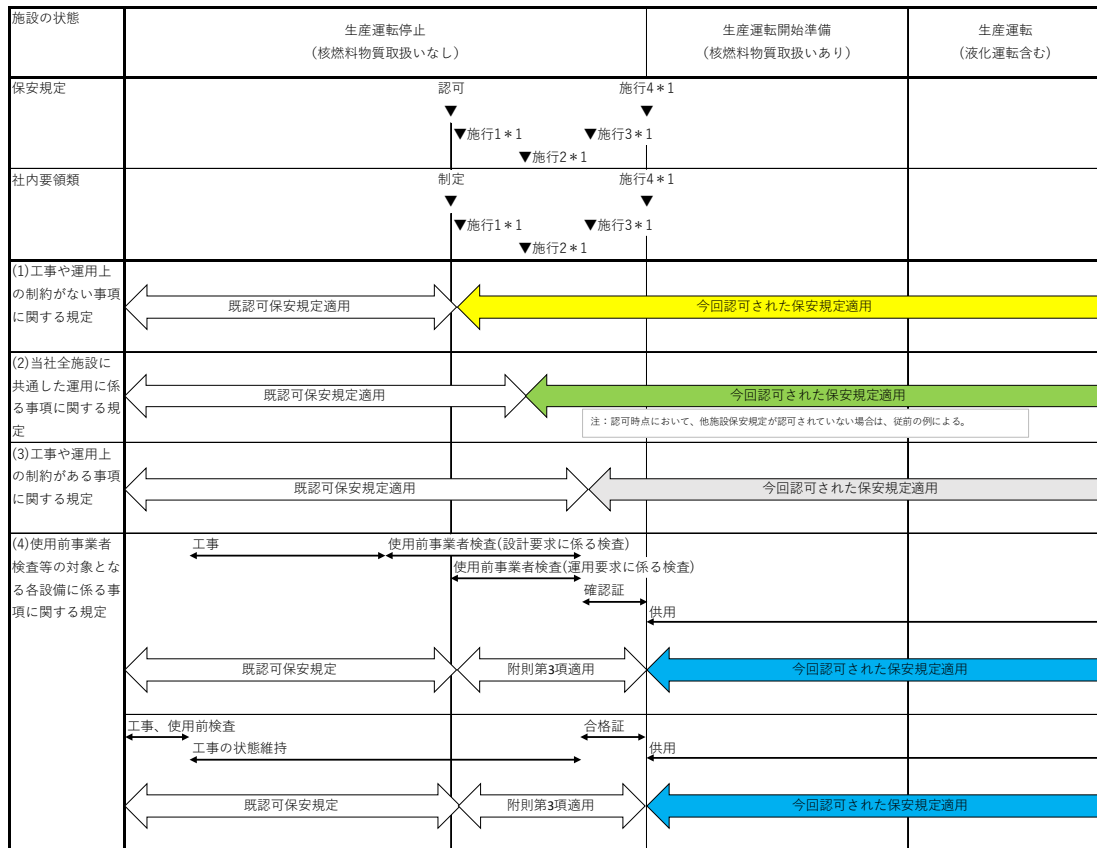 施設の状態
生産運転停止
(核燃料物質取扱いなし)
生産運転開始準備
(核燃料物質取扱いあり)
生産運転
(液化運転含む)
保安規定
認可
施行4＊1
▼
▼
▼施行1＊1
▼施行3＊1
▼施行2＊1
社内要領類
制定
施行4＊1
▼
▼
▼施行1＊1
▼施行3＊1
▼施行2＊1
(1)工事や運用上
の制約がない事項
に関する規定
既認可保安規定適用
今回認可された保安規定適用
(2)当社全施設に
共通した運用に係
る事項に関する規
定
既認可保安規定適用
今回認可された保安規定適用
注：認可時点において、他施設保安規定が認可されていない場合は、従前の例による。
(3)工事や運用上
の制約がある事項
に関する規定
既認可保安規定適用
今回認可された保安規定適用
(4)使用前事業者
検査等の対象とな
る各設備に係る事
項に関する規定
工事
使用前事業者検査(設計要求に係る検査)
使用前事業者検査(運用要求に係る検査)
確認証
供用
既認可保安規定
附則第3項適用
今回認可された保安規定適用
工事、使用前検査
合格証
工事の状態維持
供用
既認可保安規定
附則第3項適用
今回認可された保安規定適用